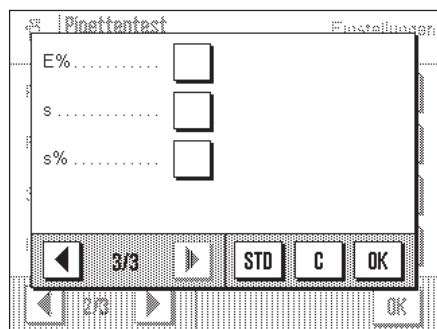 Pipettentest Einstellungen
E% ...........
s ..............
s% ...........
3/3 STD C OK
2/3 OK